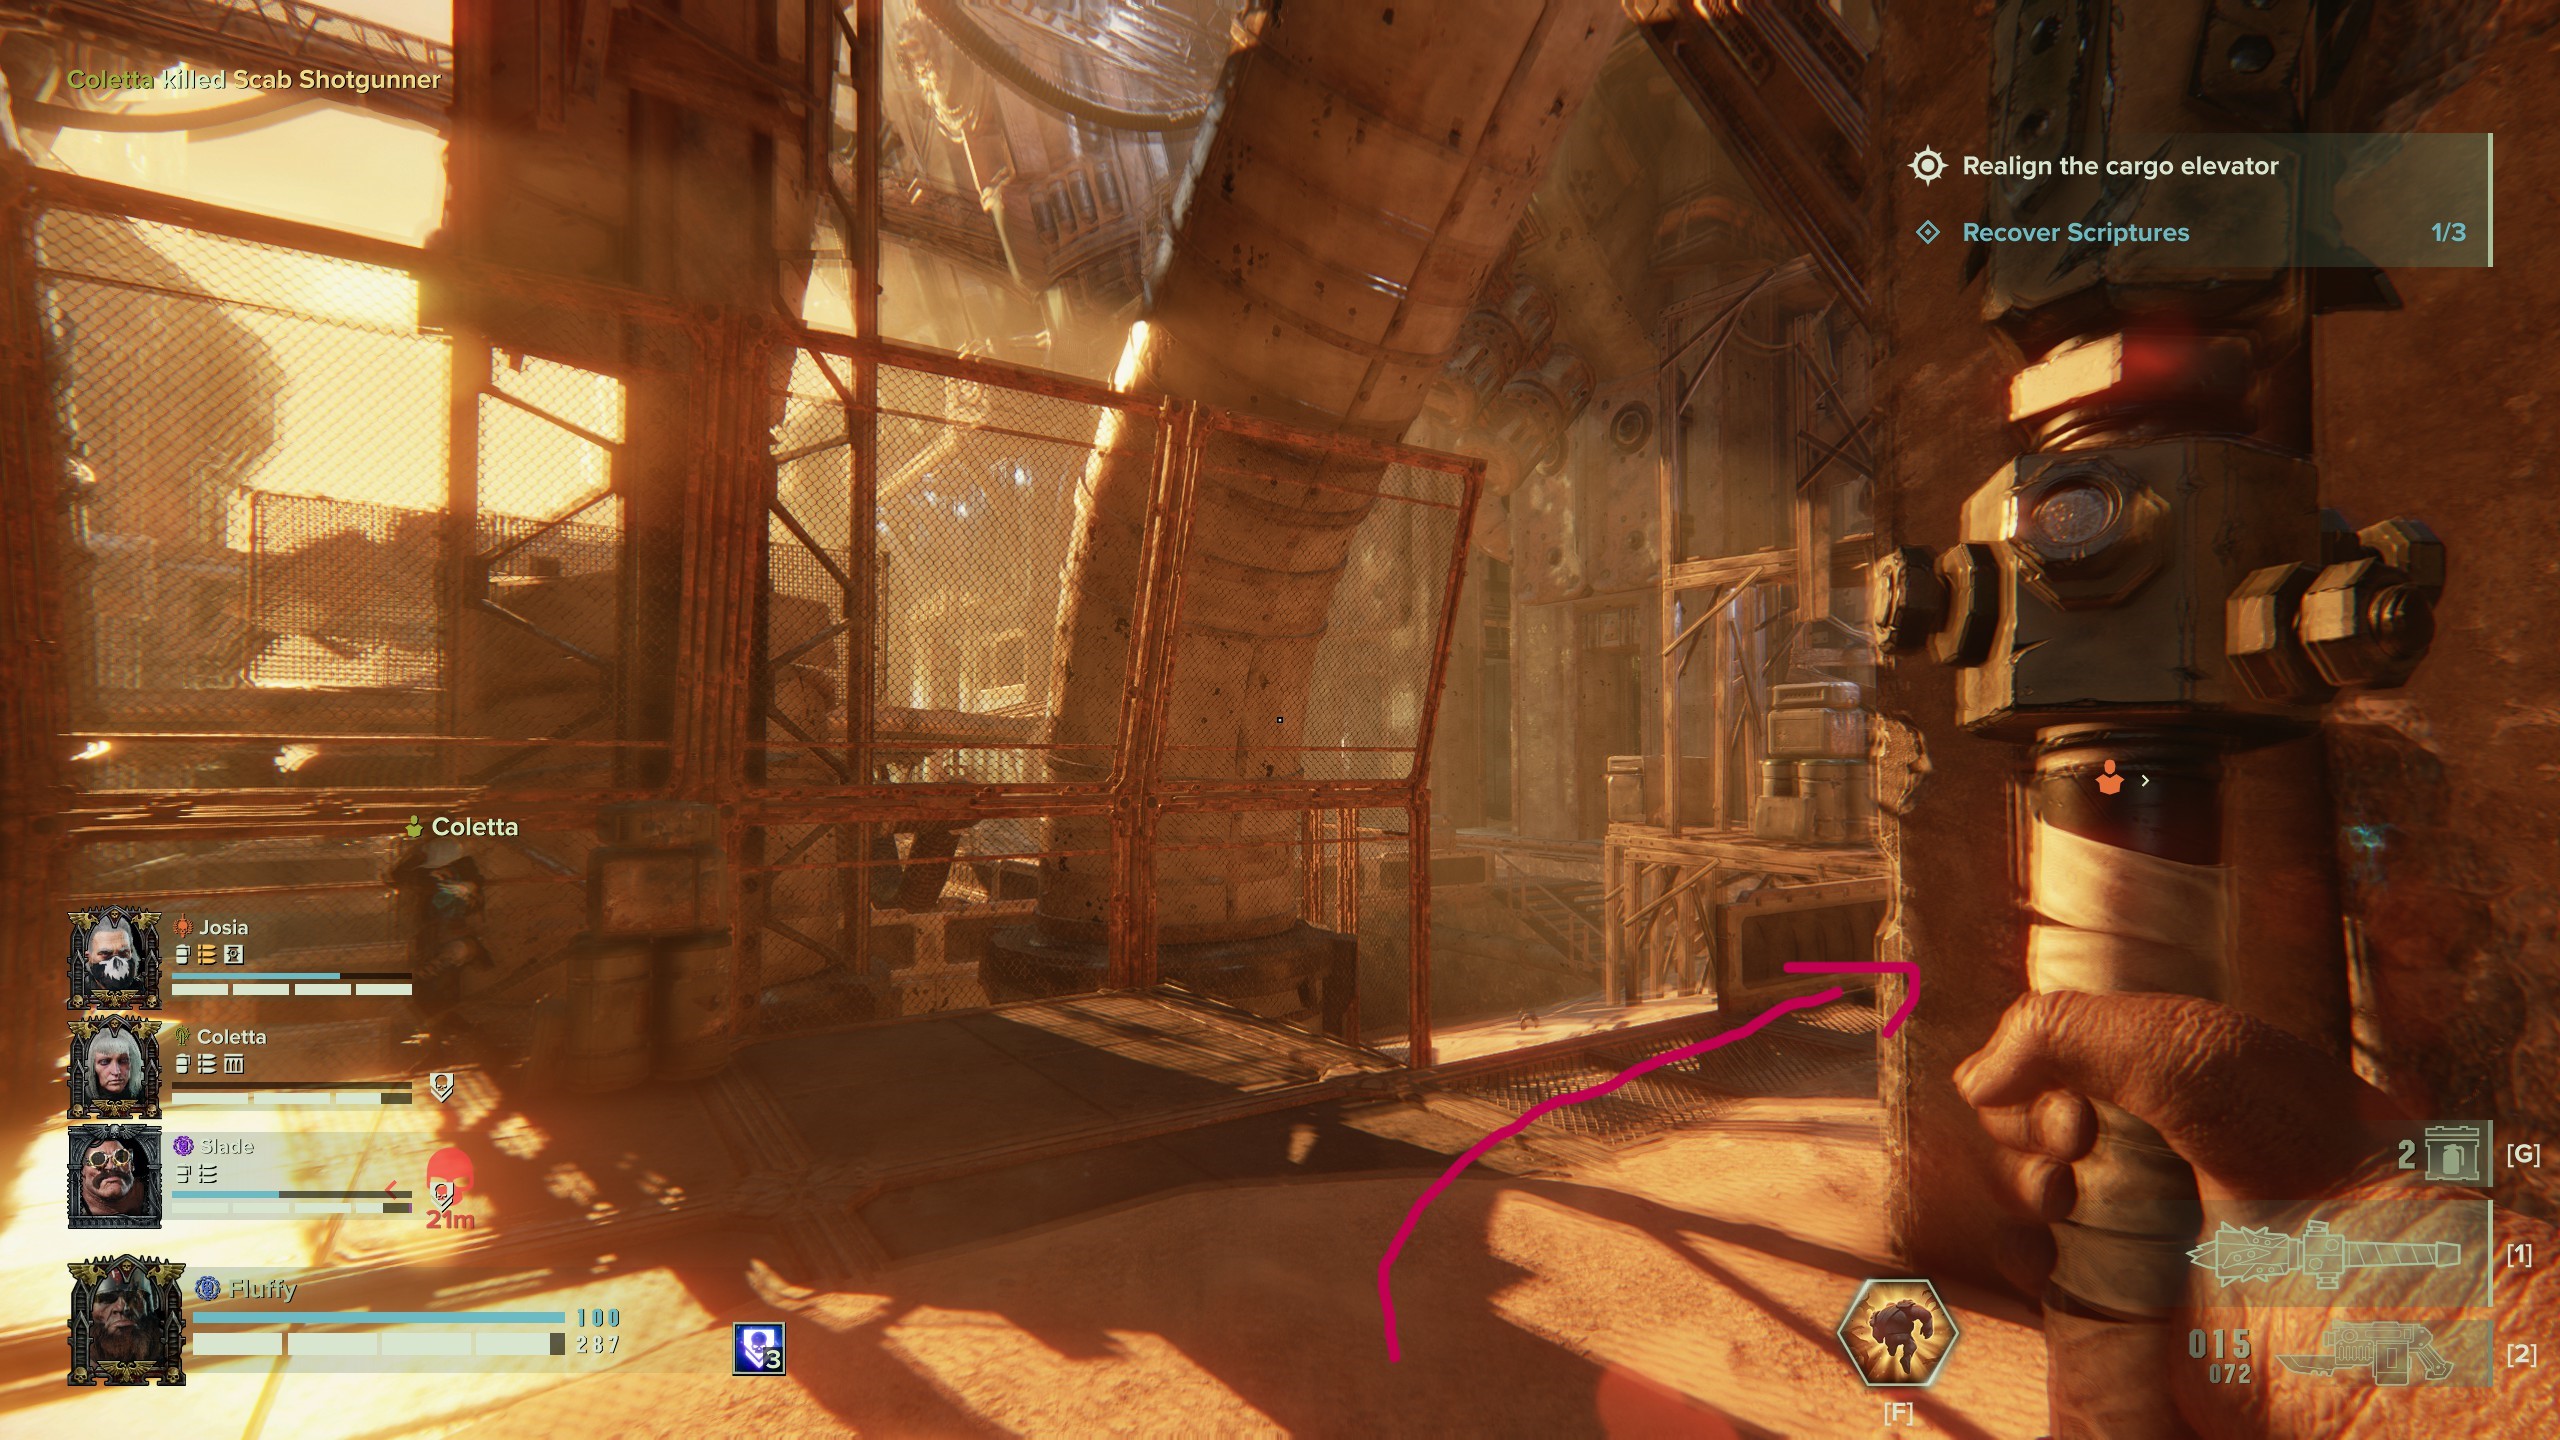 Coletta killed Scab Shotgunner
Realign the cargo elevator
Recover Scriptures 1/3
Coletta
Josia
Coletta
Slade
21m
Fluffy
100
287
3
2 [G]
[1]
015
072
[2]
[F]